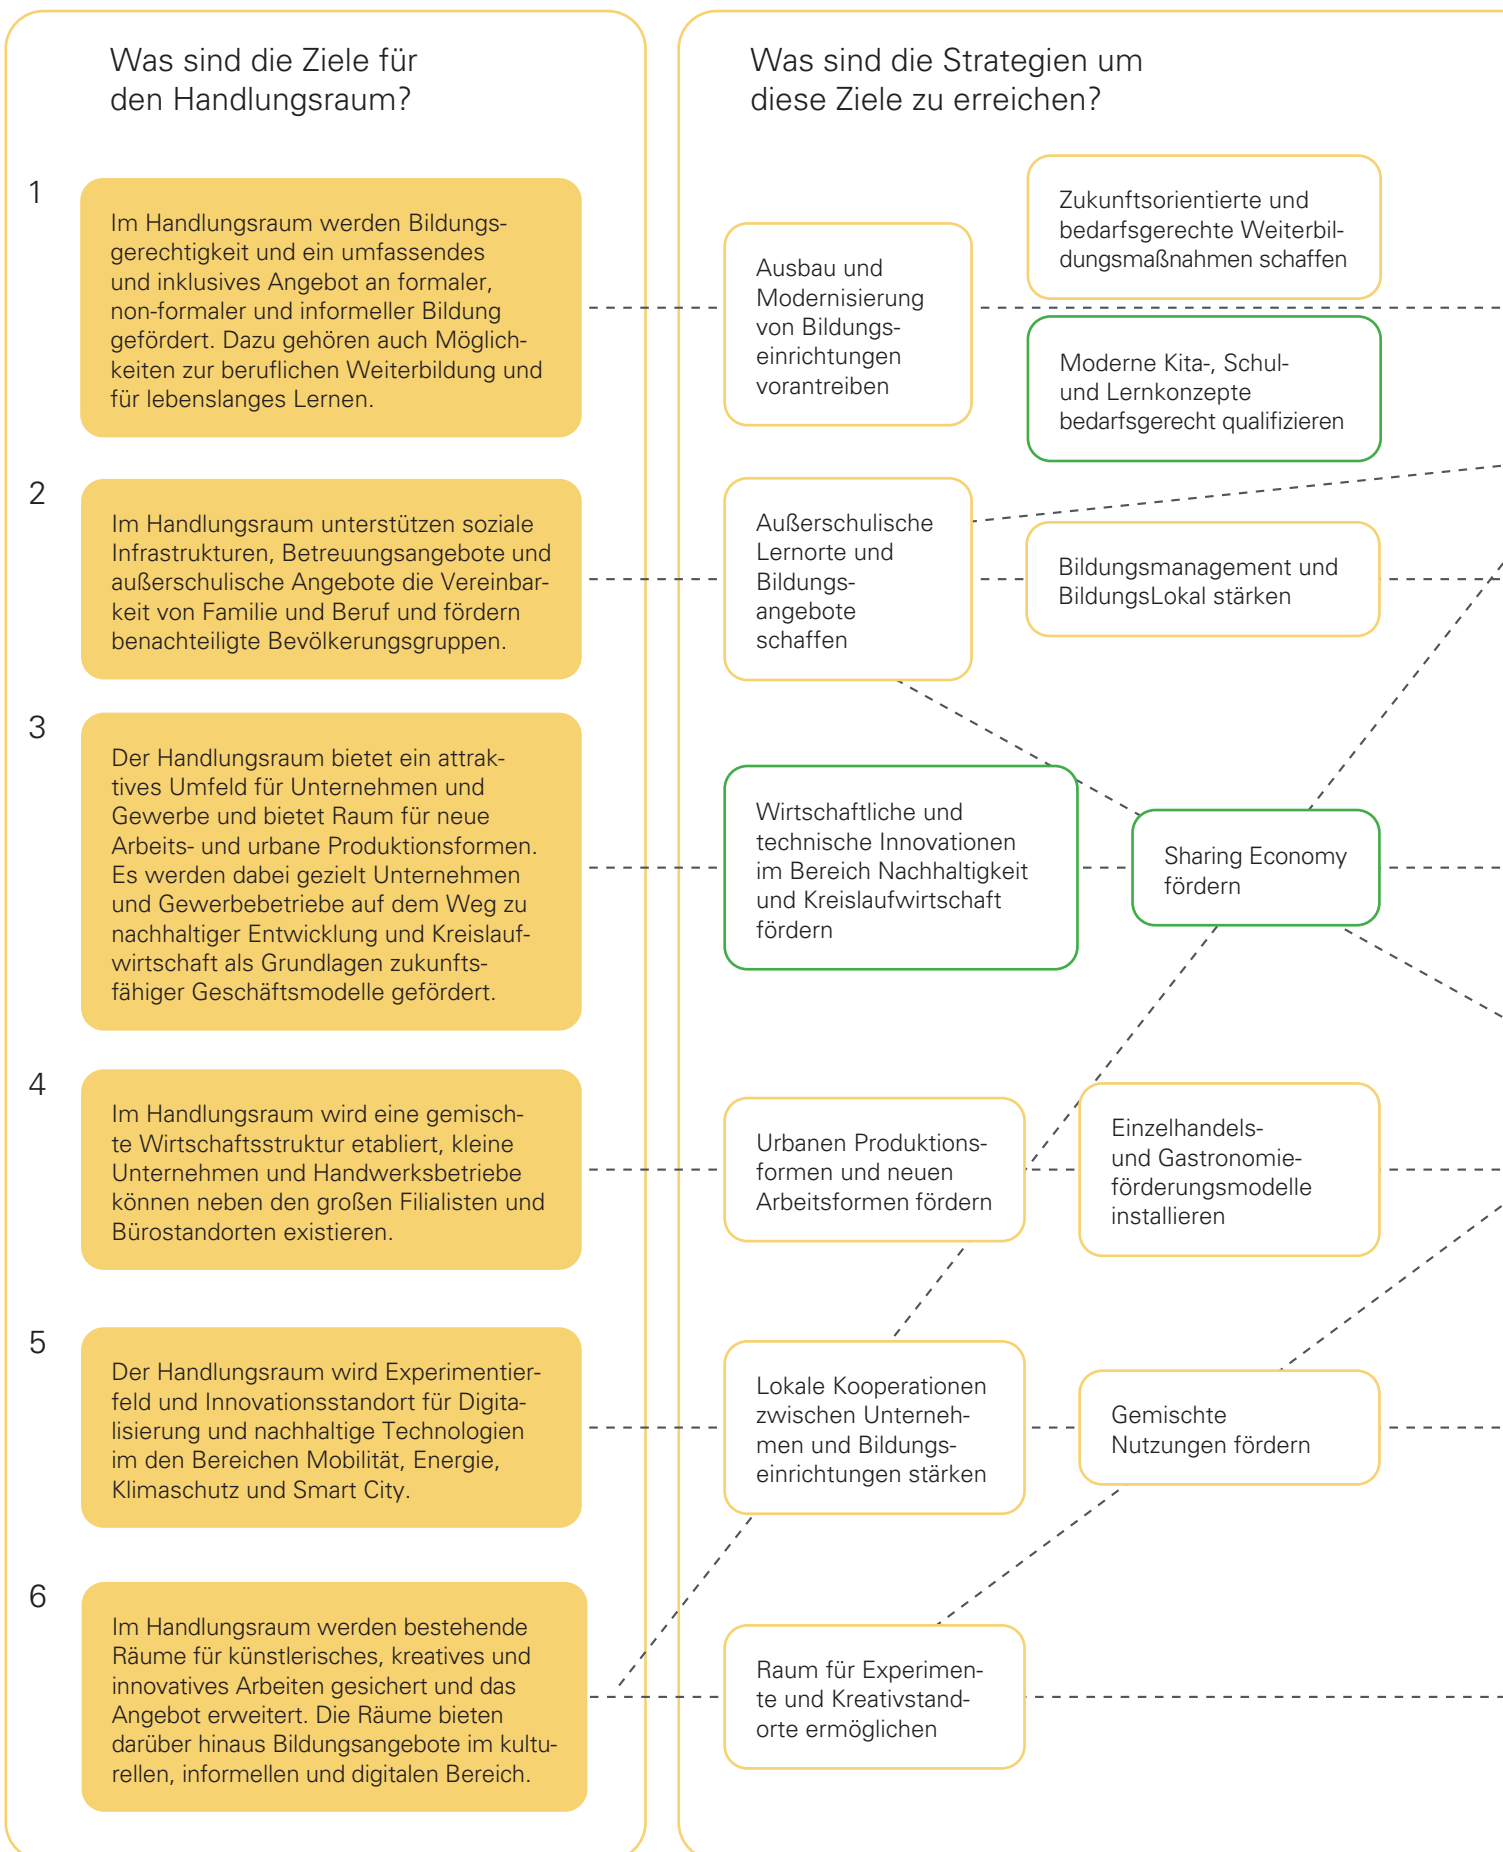 Was sind die Ziele für
den Handlungsraum?
1
Im Handlungsraum werden Bildungs-
gerechtigkeit und ein umfassendes
und inklusives Angebot an formaler,
non-formaler und informeller Bildung
gefördert. Dazu gehören auch Möglich-
keiten zur beruflichen Weiterbildung und
für lebenslanges Lernen.
2
Im Handlungsraum unterstützen soziale
Infrastrukturen, Betreuungsangebote und
außerschulische Angebote die Vereinbar-
keit von Familie und Beruf und fördern
benachteiligte Bevölkerungsgruppen.
3
Der Handlungsraum bietet ein attrak-
tives Umfeld für Unternehmen und
Gewerbe und bietet Raum für neue
Arbeits- und urbane Produktionsformen.
Es werden dabei gezielt Unternehmen
und Gewerbebetriebe auf dem Weg zu
nachhaltiger Entwicklung und Kreislauf-
wirtschaft als Grundlagen zukunfts-
fähiger Geschäftsmodelle gefördert.
4
Im Handlungsraum wird eine gemisch-
te Wirtschaftsstruktur etabliert, kleine
Unternehmen und Handwerksbetriebe
können neben den großen Filialisten und
Bürostandorten existieren.
5
Der Handlungsraum wird Experimentier-
feld und Innovationsstandort für Digita-
lisierung und nachhaltige Technologien
im den Bereichen Mobilität, Energie,
Klimaschutz und Smart City.
6
Im Handlungsraum werden bestehende
Räume für künstlerisches, kreatives und
innovatives Arbeiten gesichert und das
Angebot erweitert. Die Räume bieten
darüber hinaus Bildungsangebote im kultu-
rellen, informellen und digitalen Bereich.
Was sind die Strategien um
diese Ziele zu erreichen?
Ausbau und
Modernisierung
von Bildungs-
einrichtungen
vorantreiben
Zukunftsorientierte und
bedarfsgerechte Weiterbil-
dungsmaßnahmen schaffen
Moderne Kita-, Schul-
und Lernkonzepte
bedarfsgerecht qualifizieren
Außerschulische
Lernorte und
Bildungs-
angebote
schaffen
Bildungsmanagement und
BildungsLokal stärken
Wirtschaftliche und
technische Innovationen
im Bereich Nachhaltigkeit
und Kreislaufwirtschaft
fördern
Sharing Economy
fördern
Urbanen Produktions-
formen und neuen
Arbeitsformen fördern
Einzelhandels-
und Gastronomie-
förderungsmodelle
installieren
Lokale Kooperationen
zwischen Unterneh-
men und Bildungs-
einrichtungen stärken
Gemischte
Nutzungen fördern
Raum für Experimen-
te und Kreativstand-
orte ermöglichen